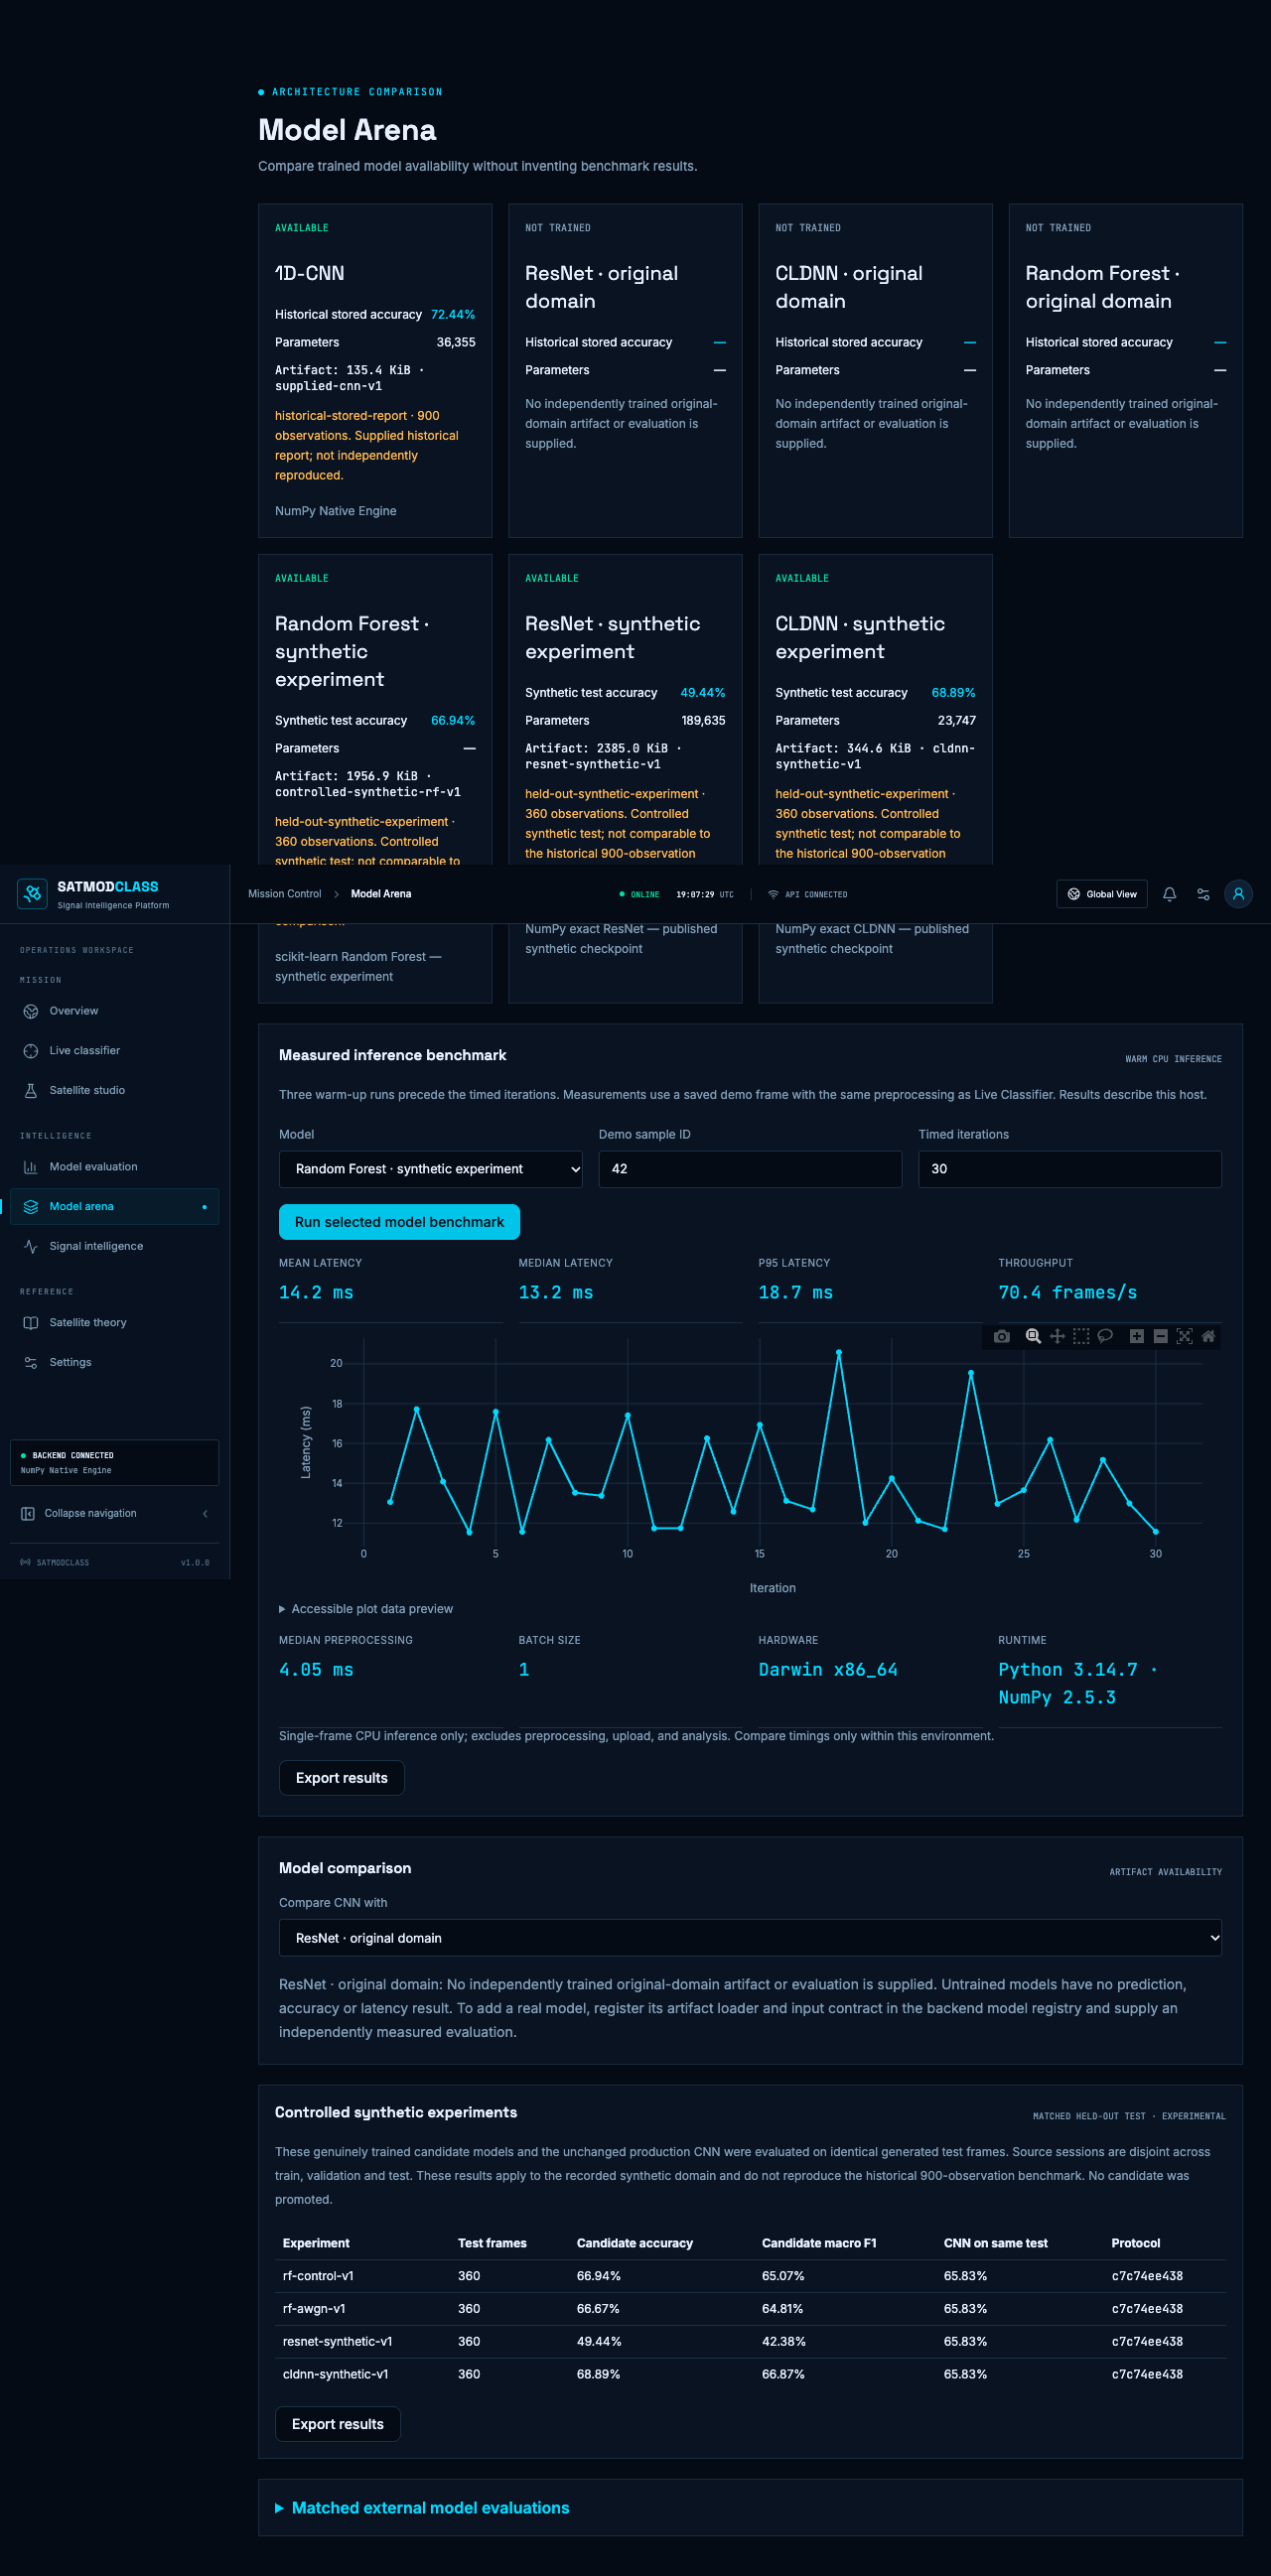 ARCHITECTURE COMPARISON
Model Arena
Compare trained model availability without inventing benchmark results.
AVAILABLE
1D-CNN
Historical stored accuracy 72.44%
Parameters 36,355
Artifact: 135.4 KiB ·
supplied-cnn-v1
historical-stored-report · 900
observations. Supplied historical
report; not independently
reproduced.
NumPy Native Engine
NOT TRAINED
ResNet · original
domain
Historical stored accuracy —
Parameters —
No independently trained original-
domain artifact or evaluation is
supplied.
NOT TRAINED
CLDNN · original
domain
Historical stored accuracy —
Parameters —
No independently trained original-
domain artifact or evaluation is
supplied.
NOT TRAINED
Random Forest ·
original domain
Historical stored accuracy —
Parameters —
No independently trained original-
domain artifact or evaluation is
supplied.
AVAILABLE
Random Forest ·
synthetic
experiment
Synthetic test accuracy 66.94%
Parameters —
Artifact: 1956.9 KiB ·
controlled-synthetic-rf-v1
held-out-synthetic-experiment ·
360 observations. Controlled
synthetic test; not comparable to
scikit-learn Random Forest —
synthetic experiment
AVAILABLE
ResNet · synthetic
experiment
Synthetic test accuracy 49.44%
Parameters 189,635
Artifact: 2385.0 KiB ·
resnet-synthetic-v1
held-out-synthetic-experiment ·
360 observations. Controlled
synthetic test; not comparable to
the historical 900-observation
NumPy exact ResNet — published
synthetic checkpoint
AVAILABLE
CLDNN · synthetic
experiment
Synthetic test accuracy 68.89%
Parameters 23,747
Artifact: 344.6 KiB · cldnn-
synthetic-v1
held-out-synthetic-experiment ·
360 observations. Controlled
synthetic test; not comparable to
the historical 900-observation
NumPy exact CLDNN — published
synthetic checkpoint
SATMODCLASS
Signal Intelligence Platform
Mission Control > Model Arena
ONLINE 19:07:29 UTC
API CONNECTED
Global View
OPERATIONS WORKSPACE
MISSION
Overview
Live classifier
Satellite studio
INTELLIGENCE
Model evaluation
Model arena
Signal intelligence
REFERENCE
Satellite theory
Settings
BACKEND CONNECTED
NumPy Native Engine
Collapse navigation
SATMODCLASS v1.0.0
Measured inference benchmark
WARM CPU INFERENCE
Three warm-up runs precede the timed iterations. Measurements use a saved demo frame with the same preprocessing as Live Classifier. Results describe this host.
Model
Random Forest · synthetic experiment
Demo sample ID
42
Timed iterations
30
Run selected model benchmark
MEAN LATENCY
14.2 ms
MEDIAN LATENCY
13.2 ms
P95 LATENCY
18.7 ms
THROUGHPUT
70.4 frames/s
Latency (ms)
20
18
16
14
12
0 5 10 15 20 25 30
Iteration
Accessible plot data preview
MEDIAN PREPROCESSING
4.05 ms
BATCH SIZE
1
HARDWARE
Darwin x86_64
RUNTIME
Python 3.14.7 ·
NumPy 2.5.3
Single-frame CPU inference only; excludes preprocessing, upload, and analysis. Compare timings only within this environment.
Export results
Model comparison
ARTIFACT AVAILABILITY
Compare CNN with
ResNet · original domain
ResNet · original domain: No independently trained original-domain artifact or evaluation is supplied. Untrained models have no prediction,
accuracy or latency result. To add a real model, register its artifact loader and input contract in the backend model registry and supply an
independently measured evaluation.
Controlled synthetic experiments
MATCHED HELD-OUT TEST · EXPERIMENTAL
These genuinely trained candidate models and the unchanged production CNN were evaluated on identical generated test frames. Source sessions are disjoint across
train, validation and test. These results apply to the recorded synthetic domain and do not reproduce the historical 900-observation benchmark. No candidate was
promoted.
Experiment Test frames Candidate accuracy Candidate macro F1 CNN on same test Protocol
rf-control-v1 360 66.94% 65.07% 65.83% c7c74ee438
rf-awgn-v1 360 66.67% 64.81% 65.83% c7c74ee438
resnet-synthetic-v1 360 49.44% 42.38% 65.83% c7c74ee438
cldnn-synthetic-v1 360 68.89% 66.87% 65.83% c7c74ee438
Export results
Matched external model evaluations